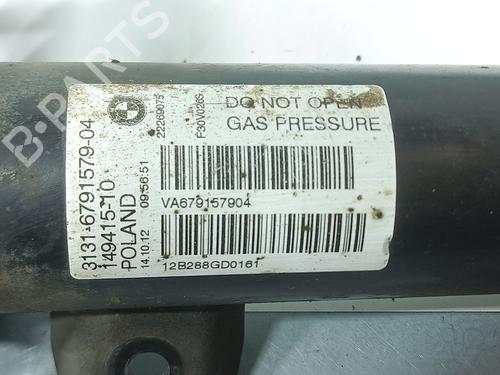 B-PARTS
BMW
22269075
F30V026S
DO NOT OPEN
GAS PRESSURE
3131-6791579-04
149415-10
POLAND
14.10.12
09:56:51
VA679157904
12B288GD0161